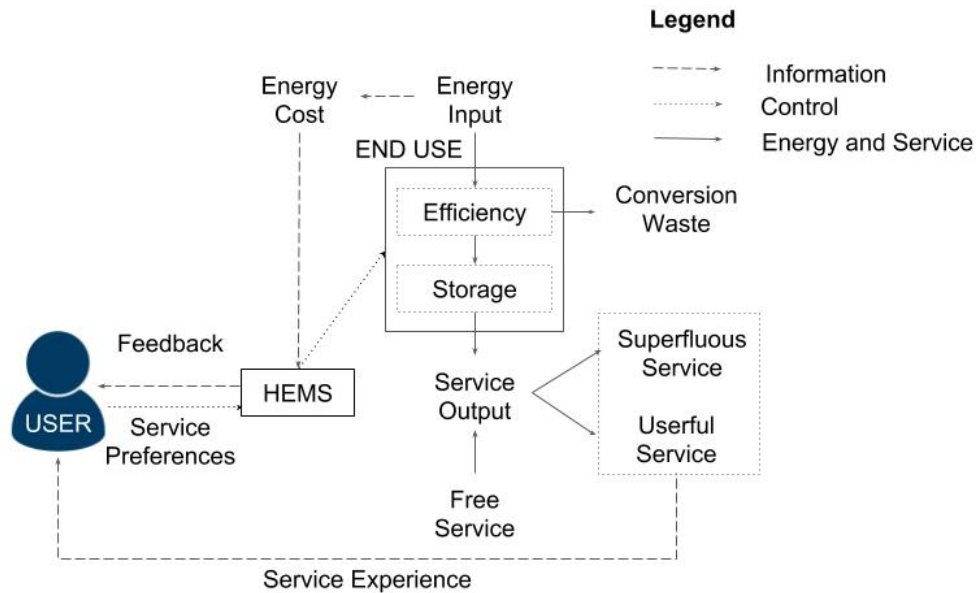 Legend
Information
Control
Energy and Service
Energy
Cost
Energy
Input
END USE
Efficiency
Conversion
Waste
Storage
Feedback
HEMS
USER
Service
Preferences
Service
Output
Superfluous
Service
Userful
Service
Free
Service
Service Experience